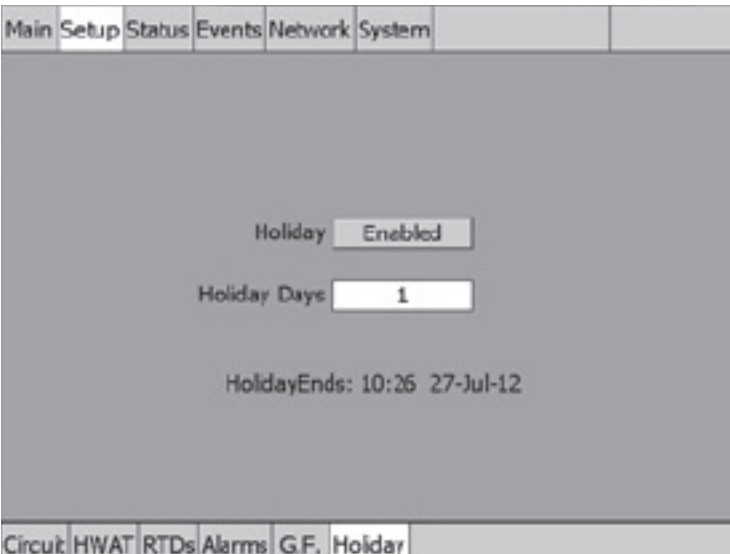 Main Setup Status Events Network System
Holiday Enabled
Holiday Days 1
HolidayEnds: 10:26 27-Jul-12
Circuit HWAT RTDs Alarms G.F. Holiday